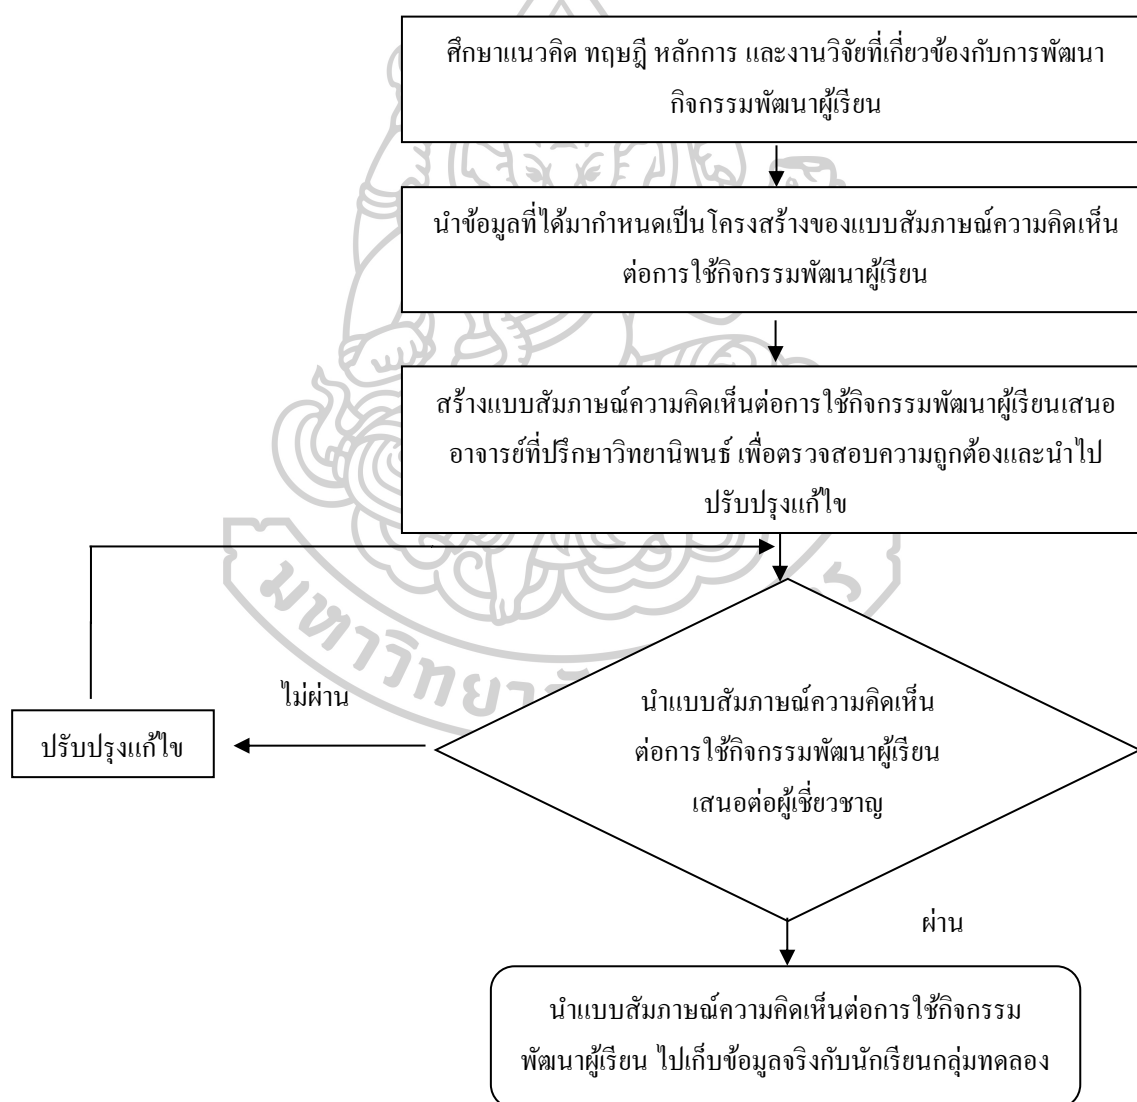 ศึกษาแนวคิด ทฤษฎี หลักการ และงานวิจัยที่เกี่ยวข้องกับการพัฒนา
กิจกรรมพัฒนาผู้เรียน
นำข้อมูลที่ได้มากำหนดเป็นโครงสร้างของแบบสัมภาษณ์ความคิดเห็น
ต่อการใช้กิจกรรมพัฒนาผู้เรียน
สร้างแบบสัมภาษณ์ความคิดเห็นต่อการใช้กิจกรรมพัฒนาผู้เรียนเสนอ
อาจารย์ที่ปรึกษาวิทยานิพนธ์ เพื่อตรวจสอบความถูกต้องและนำไป
ปรับปรุงแก้ไข
ไม่ผ่าน
ปรับปรุงแก้ไข
นำแบบสัมภาษณ์ความคิดเห็น
ต่อการใช้กิจกรรมพัฒนาผู้เรียน
เสนอต่อผู้เชี่ยวชาญ
ผ่าน
นำแบบสัมภาษณ์ความคิดเห็นต่อการใช้กิจกรรม
พัฒนาผู้เรียน ไปเก็บข้อมูลจริงกับนักเรียนกลุ่มทดลอง